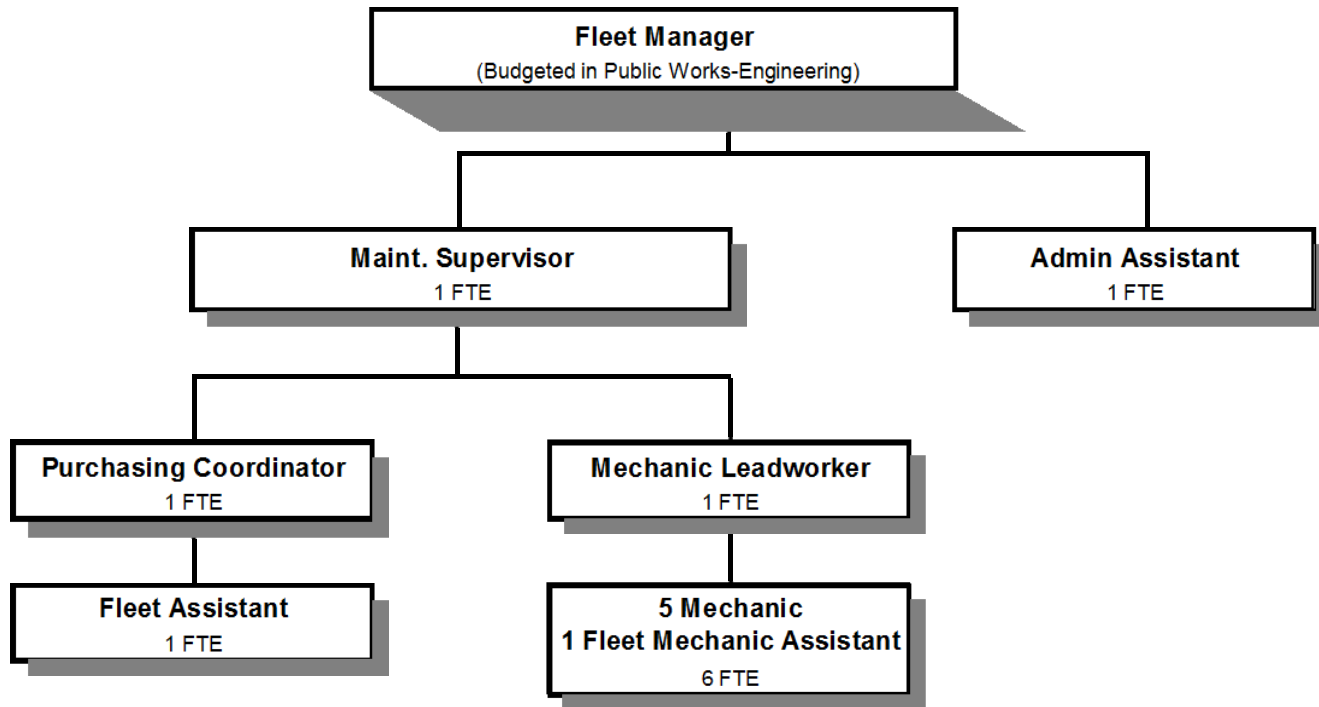 Fleet Manager
(Budgeted in Public Works-Engineering)
Maint. Supervisor
1 FTE
Admin Assistant
1 FTE
Purchasing Coordinator
1 FTE
Mechanic Leadworker
1 FTE
Fleet Assistant
1 FTE
5 Mechanic
1 Fleet Mechanic Assistant
6 FTE